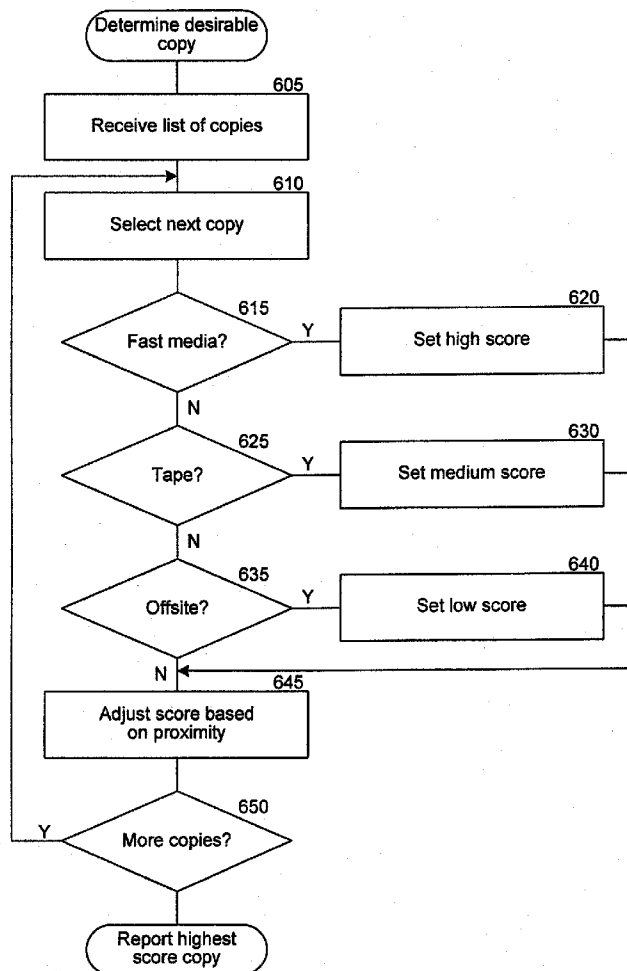 Determine desirable
copy
605
Receive list of copies
610
Select next copy
615
Fast media?
Y
620
Set high score
N
625
Tape?
Y
630
Set medium score
N
635
Offsite?
Y
640
Set low score
N
645
Adjust score based
on proximity
650
Y
More copies?
Report highest
score copy